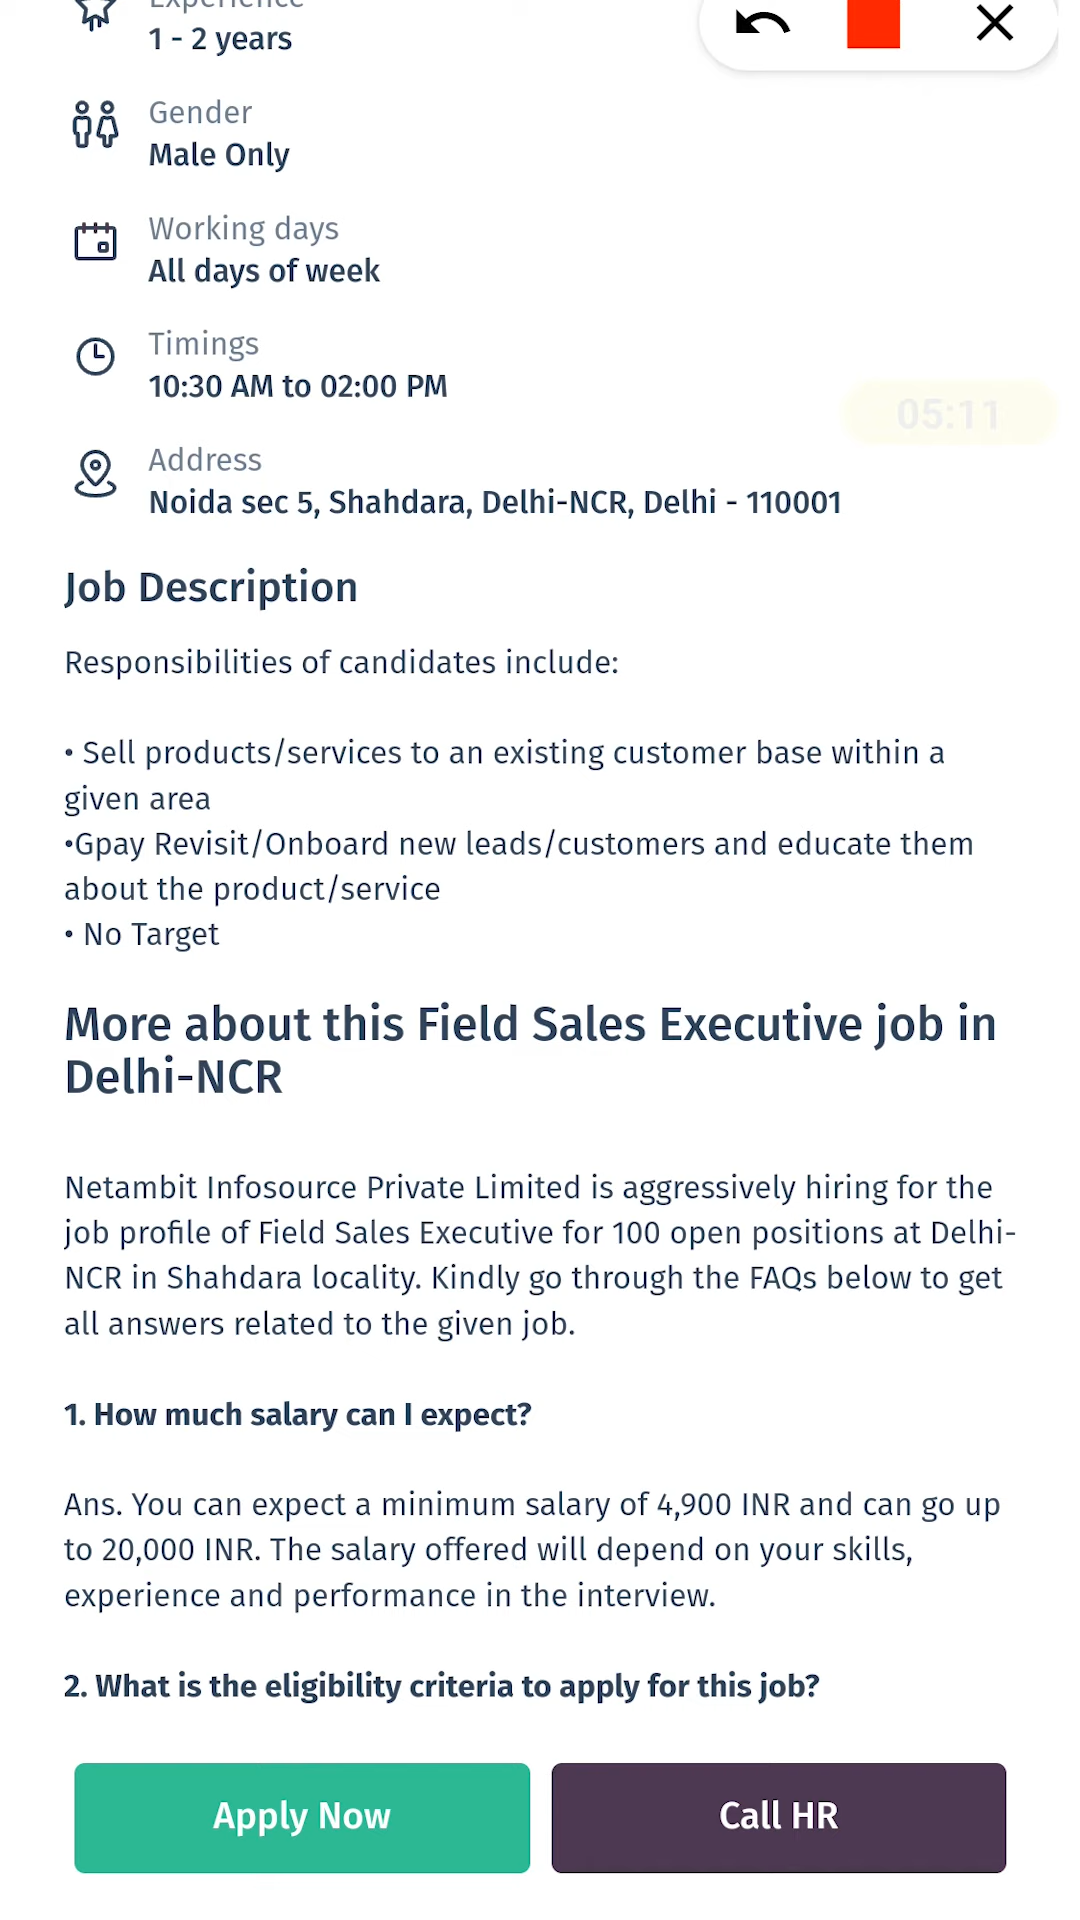 Experience
1 - 2 years
Gender
Male Only
Working days
All days of week
Timings
10:30 AM to 02:00 PM
05:11
Address
Noida sec 5, Shahdara, Delhi-NCR, Delhi - 110001
Job Description
Responsibilities of candidates include:
• Sell products/services to an existing customer base within a
given area
•Gpay Revisit/Onboard new leads/customers and educate them
about the product/service
• No Target
More about this Field Sales Executive job in
Delhi-NCR
Netambit Infosource Private Limited is aggressively hiring for the
job profile of Field Sales Executive for 100 open positions at Delhi-
NCR in Shahdara locality. Kindly go through the FAQs below to get
all answers related to the given job.
1. How much salary can I expect?
Ans. You can expect a minimum salary of 4,900 INR and can go up
to 20,000 INR. The salary offered will depend on your skills,
experience and performance in the interview.
2. What is the eligibility criteria to apply for this job?
Apply Now
Call HR